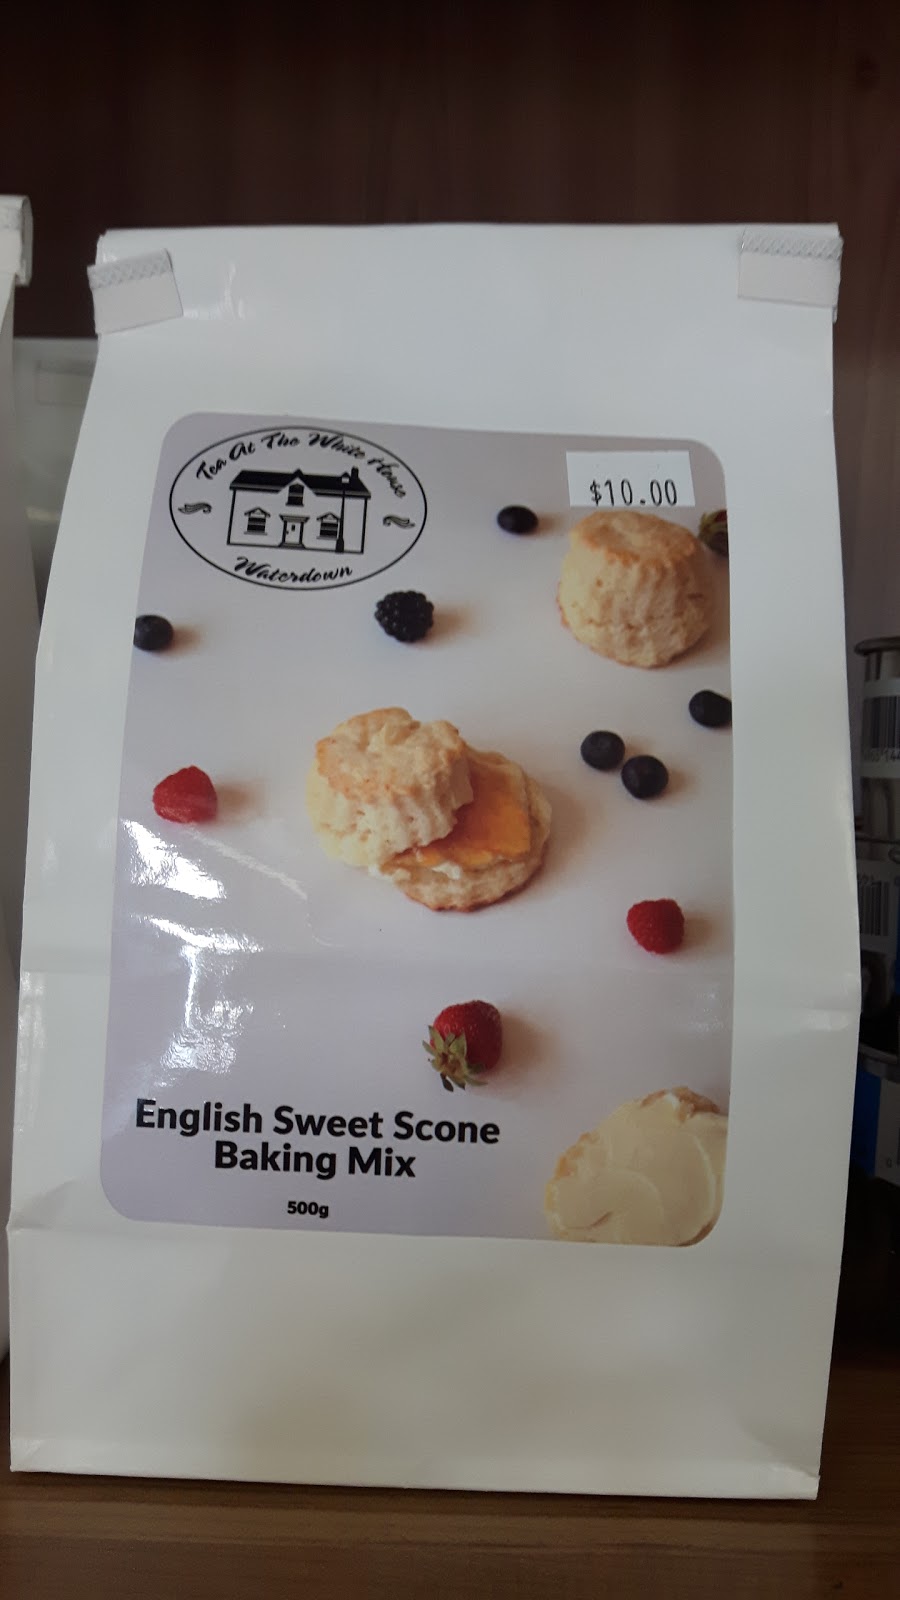 Tea At The White House
Waterdown
$10.00
English Sweet Scone
Baking Mix
500g